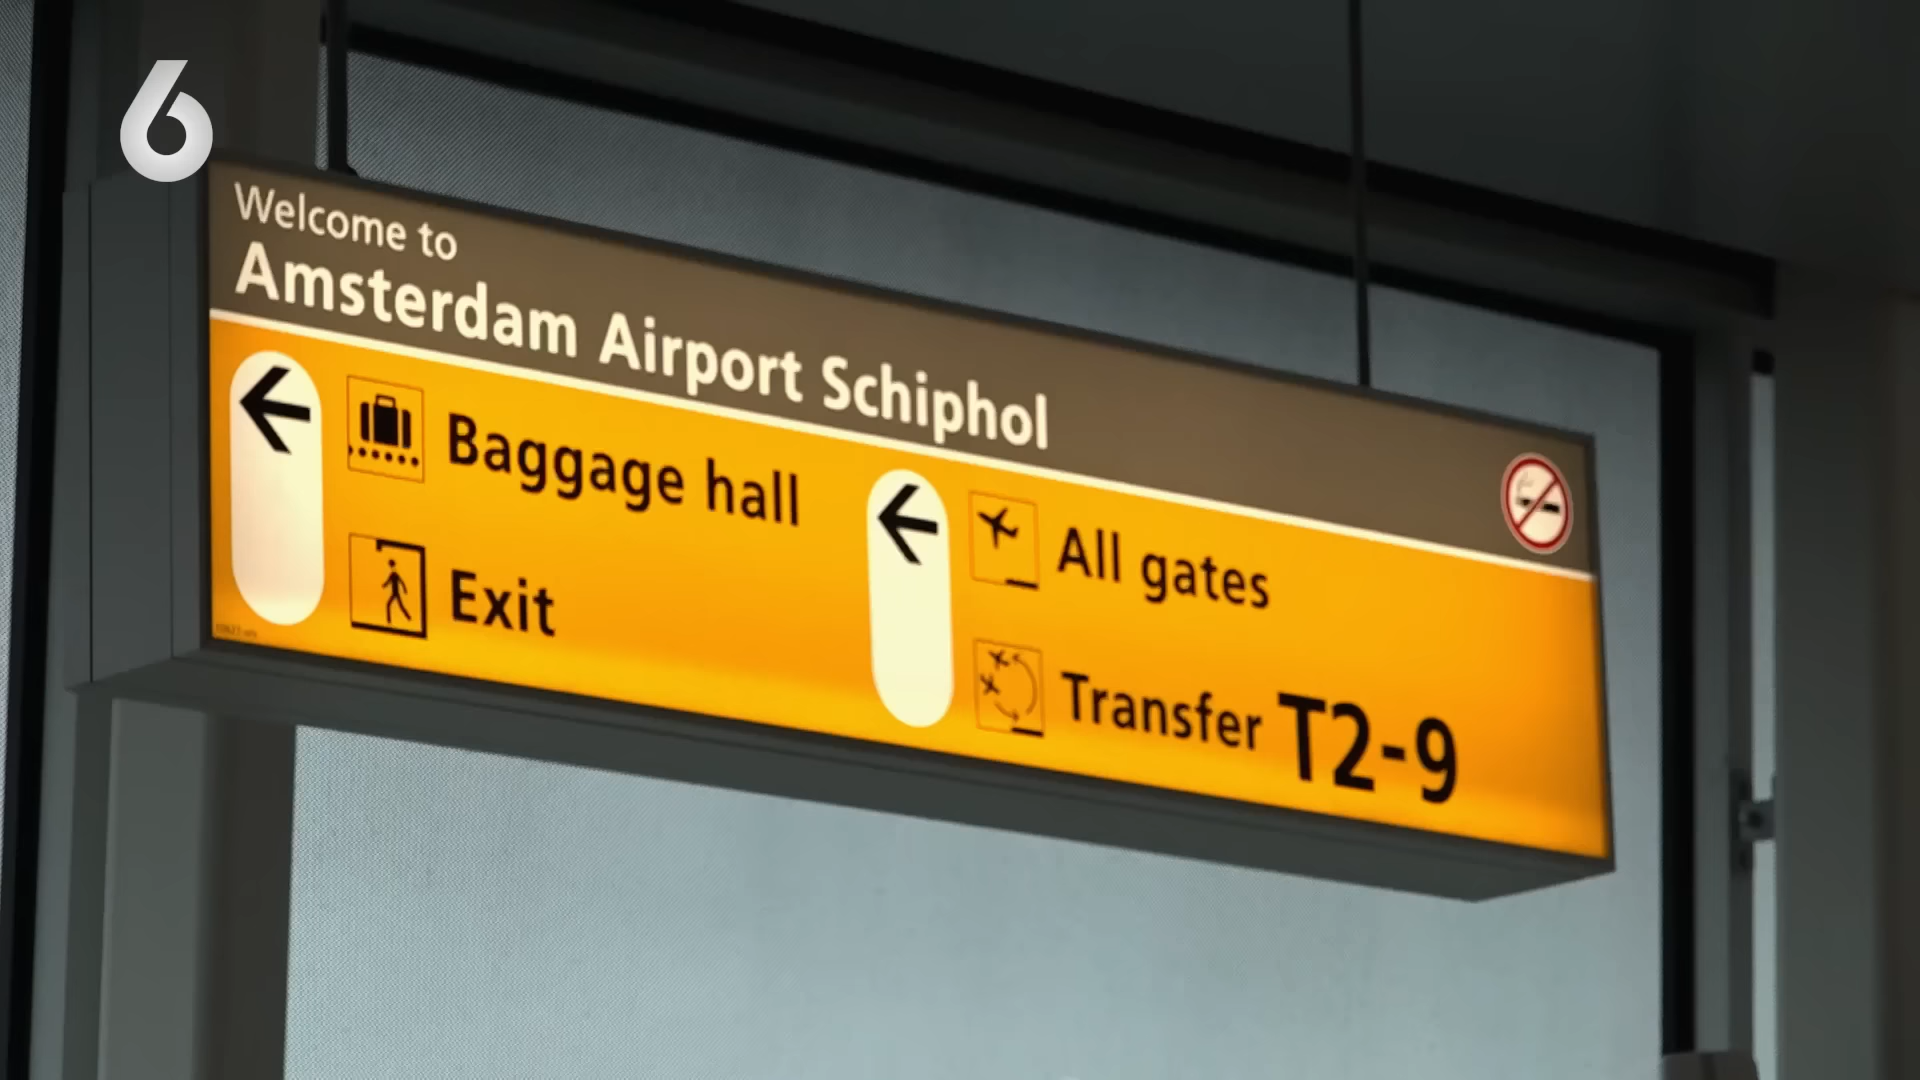 6
Welcome to
Amsterdam Airport Schiphol
Baggage hall
Exit
All gates
Transfer T2-9